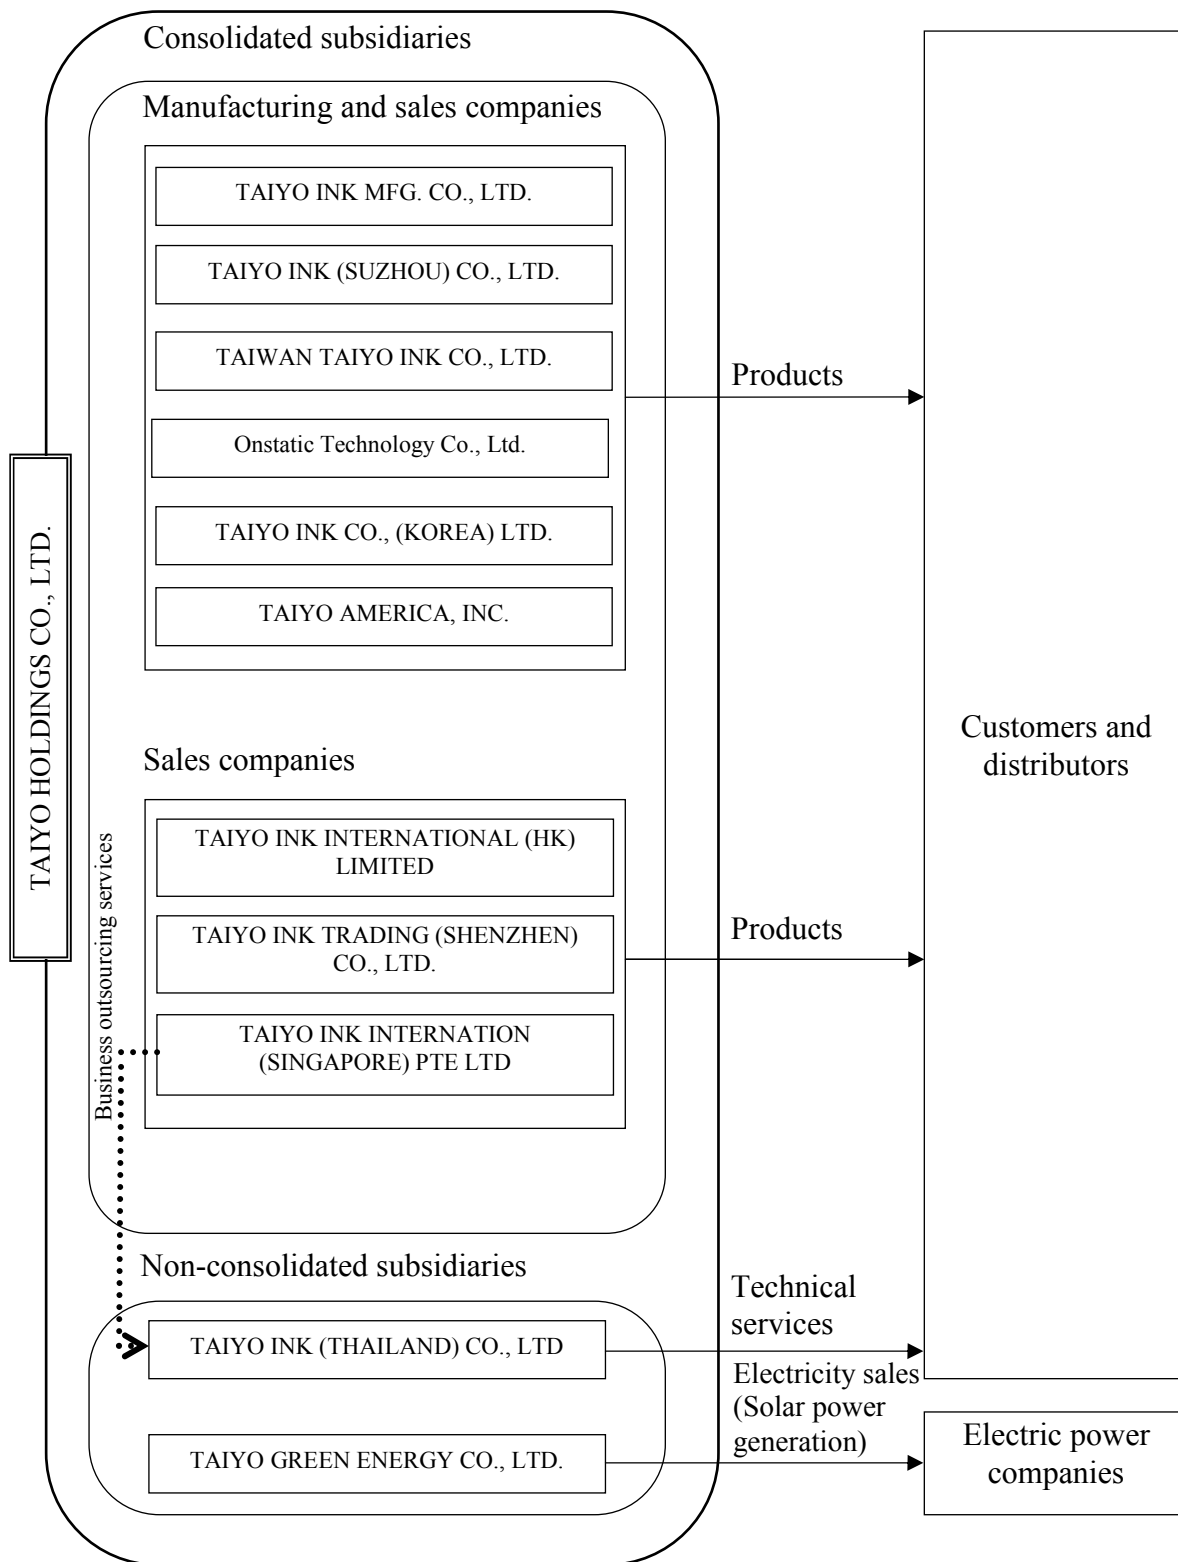 Consolidated subsidiaries
Manufacturing and sales companies
TAIYO INK MFG. CO., LTD.
TAIYO INK (SUZHOU) CO., LTD.
TAIWAN TAIYO INK CO., LTD.
Onstatic Technology Co., Ltd.
TAIYO INK CO., (KOREA) LTD.
TAIYO AMERICA, INC.
Products
TAIYO HOLDINGS CO., LTD.
Sales companies
TAIYO INK INTERNATIONAL (HK)
LIMITED
TAIYO INK TRADING (SHENZHEN)
CO., LTD.
TAIYO INK INTERNATION
(SINGAPORE) PTE LTD
Business outsourcing services
Products
Customers and
distributors
Non-consolidated subsidiaries
TAIYO INK (THAILAND) CO., LTD
Technical
services
TAIYO GREEN ENERGY CO., LTD.
Electricity sales
(Solar power
generation)
Electric power
companies